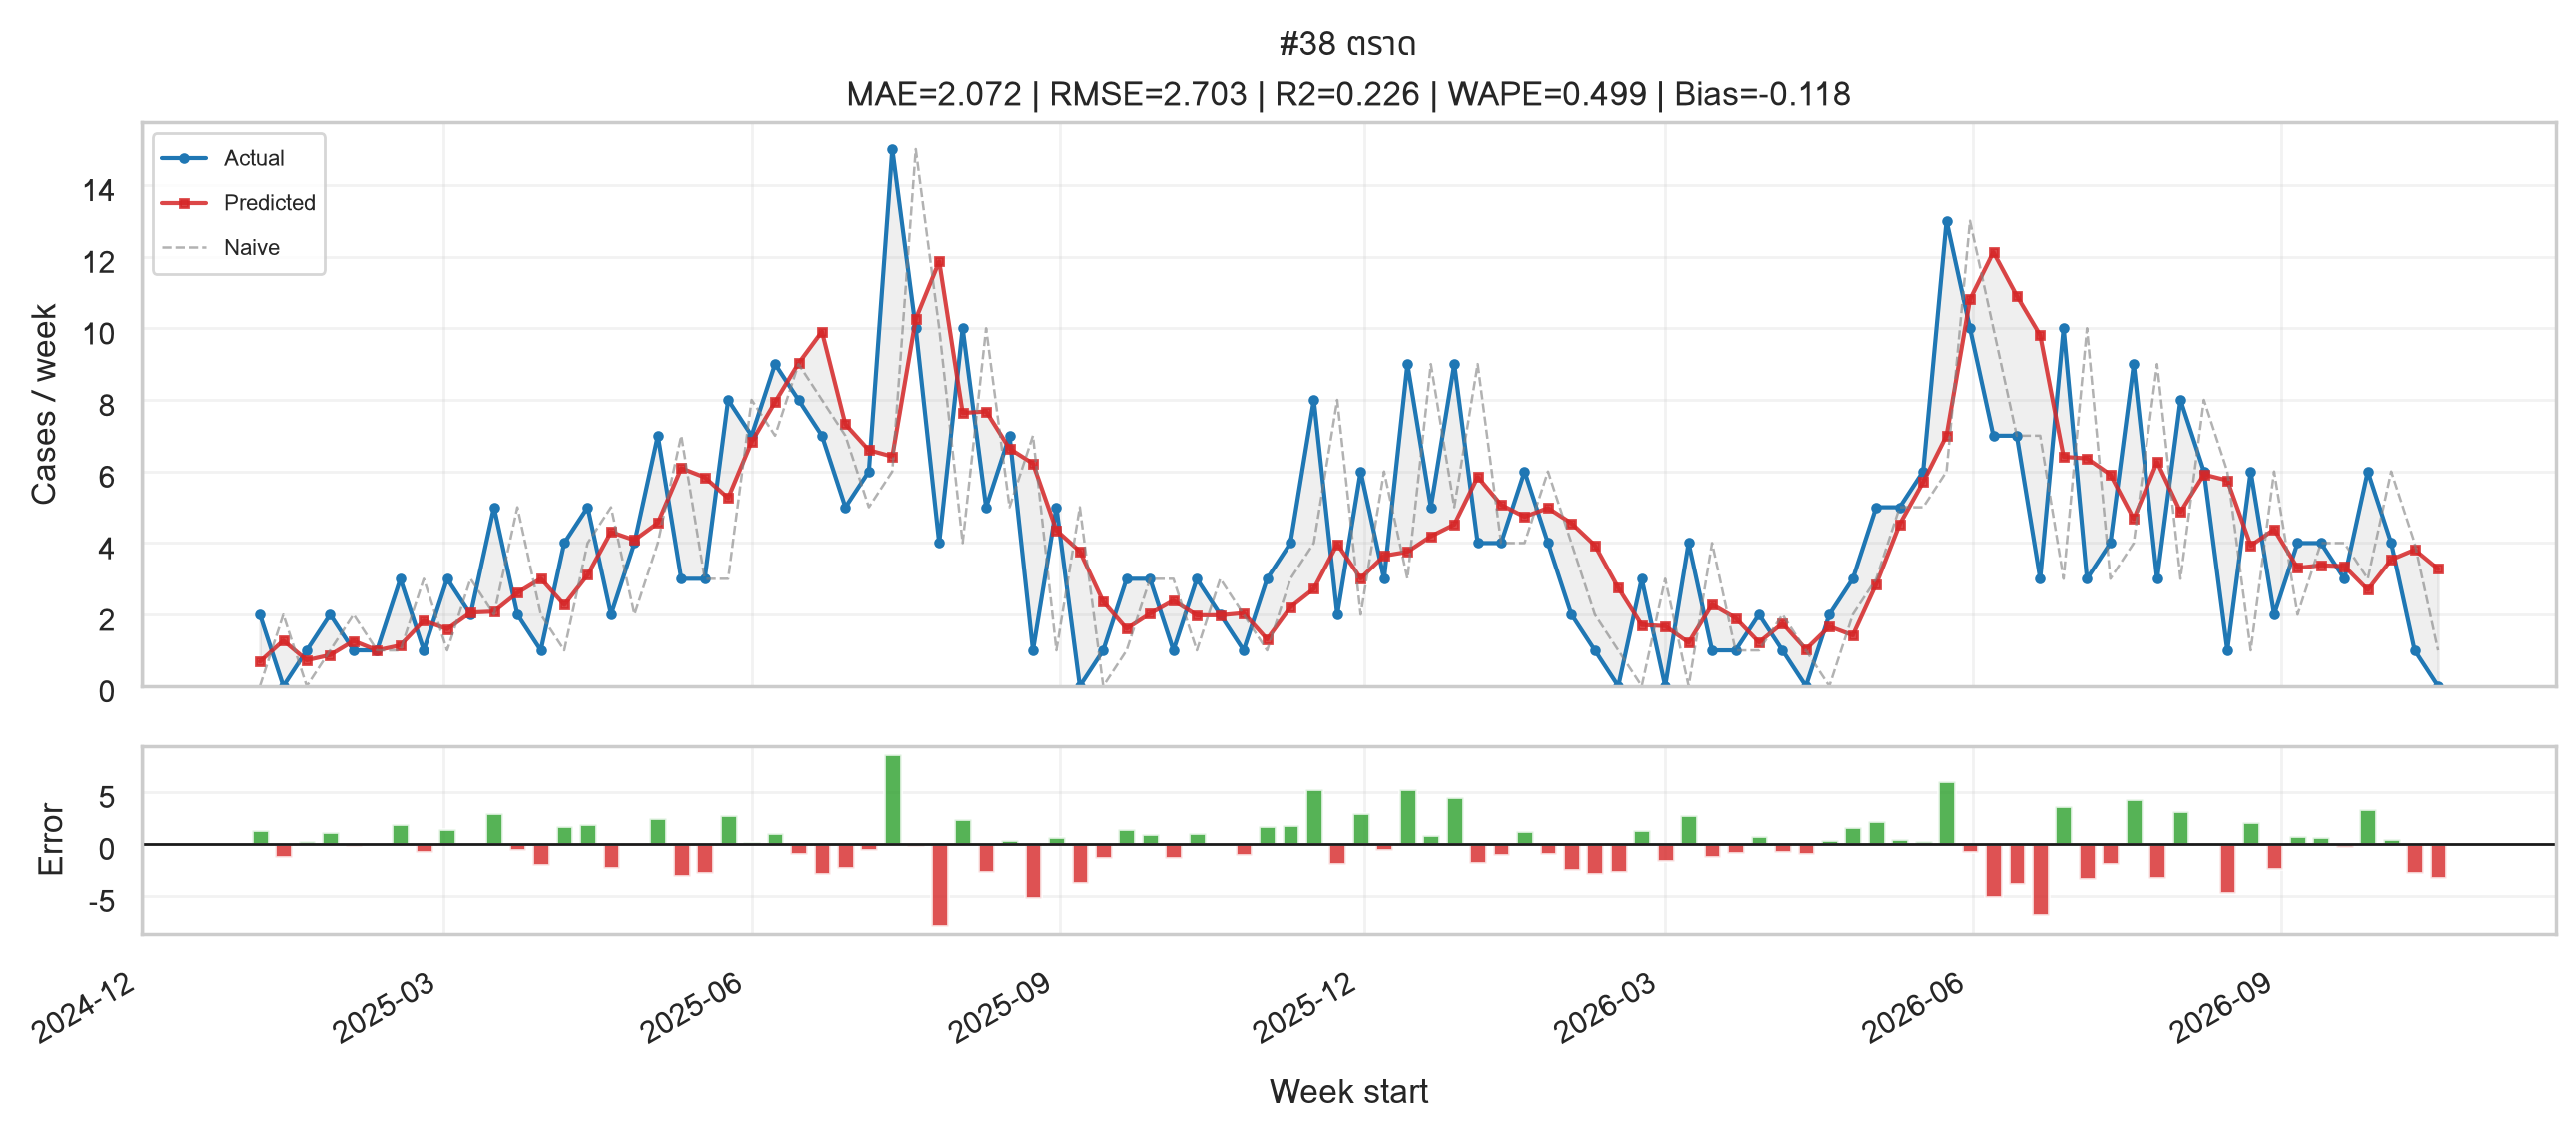 #38 ตราด
MAE=2.072 | RMSE=2.703 | R2=0.226 | WAPE=0.499 | Bias=-0.118
Actual
Predicted
Naive
Cases / week
14
12
10
8
6
4
2
0
Error
5
0
-5
2024-12
2025-03
2025-06
2025-09
2025-12
2026-03
2026-06
2026-09
Week start